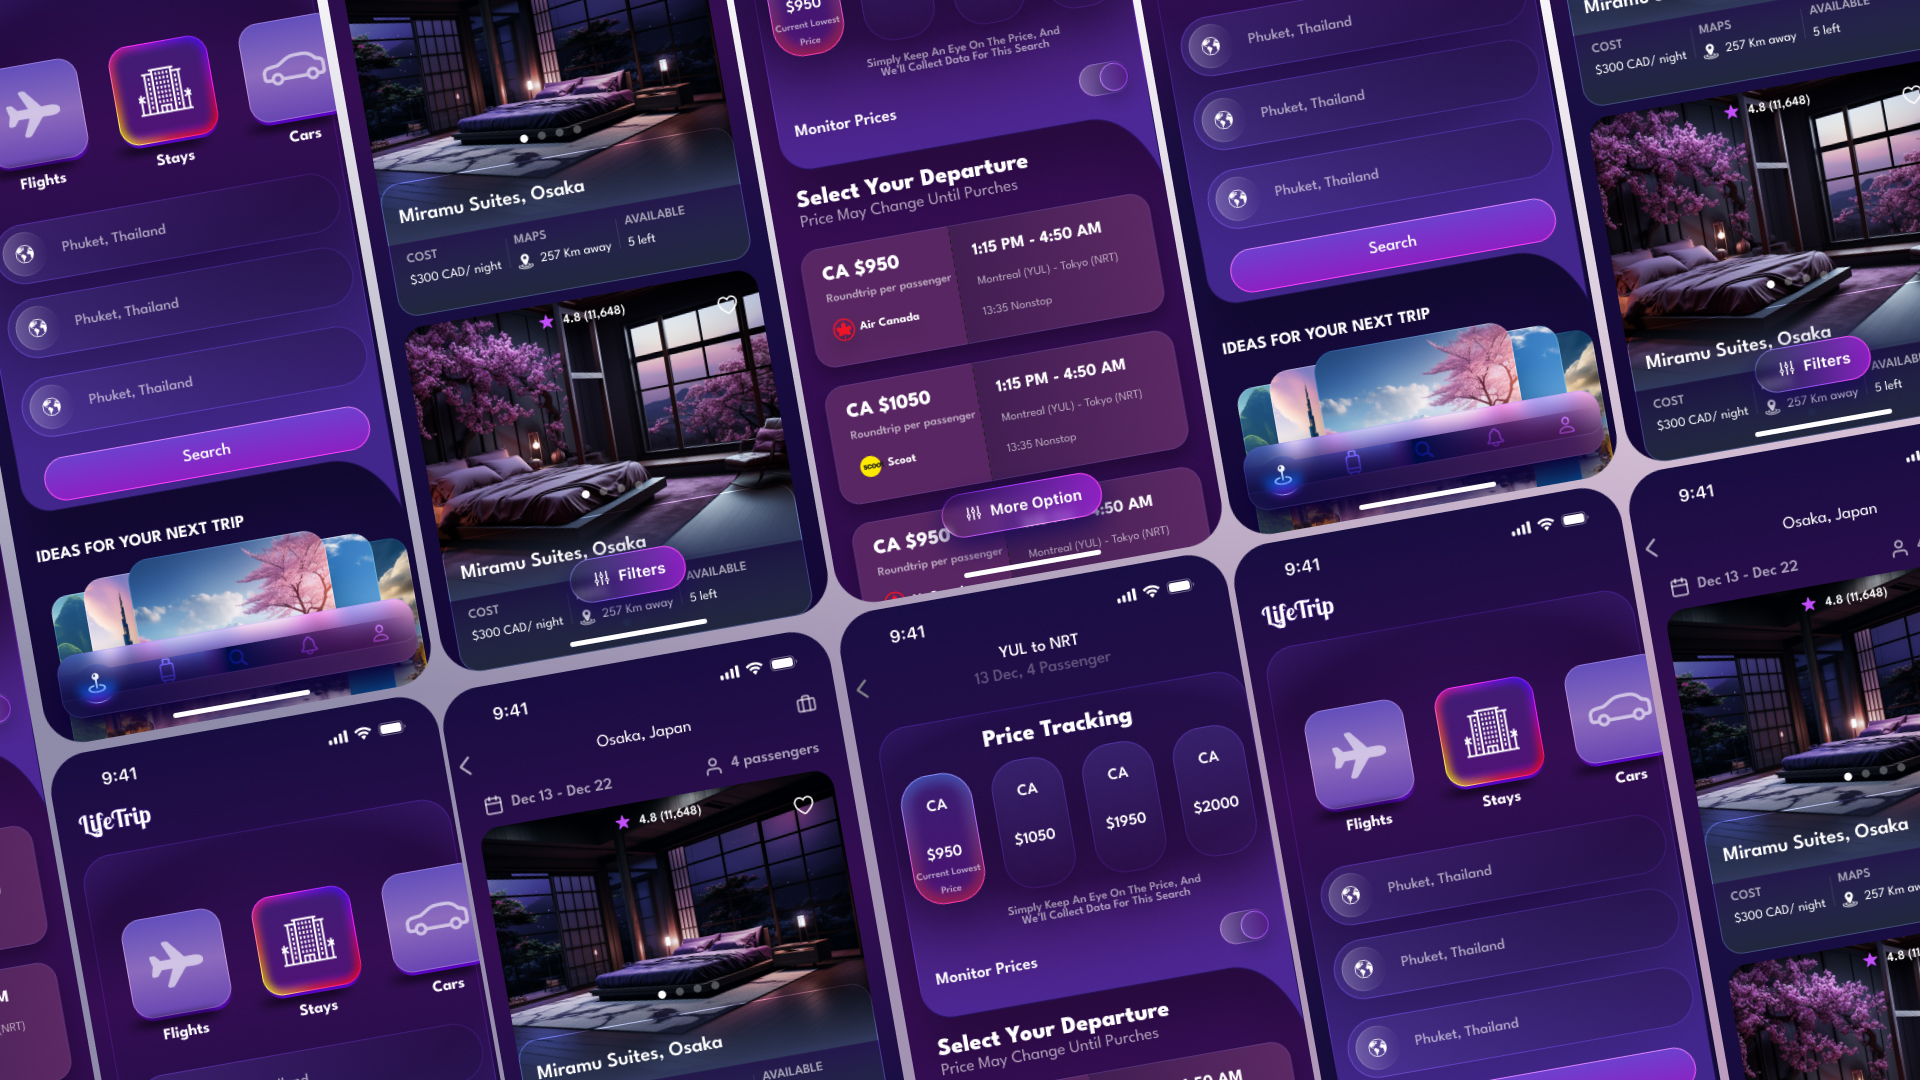 Flights
Stays
Cars
Phuket, Thailand
Phuket, Thailand
Phuket, Thailand
Search
IDEAS FOR YOUR NEXT TRIP
9:41
LifeTrip
Flights
Stays
Cars
Miramu Suites, Osaka
COST
$300 CAD/ night
MAPS
257 Km away
AVAILABLE
5 left
4.8 (11,648)
Miramu Suites, Osaka
Filters
COST
$300 CAD/ night
257 Km away
AVAILABLE
5 left
9:41
Osaka, Japan
Dec 13 - Dec 22
4 passengers
4.8 (11,648)
Miramu Suites, Osaka
AVAILABLE
$950
Current Lowest
Price
Simply Keep An Eye On The Price, And
We'll Collect Data For This Search
Monitor Prices
Select Your Departure
Price May Change Until Purches
CA $950
Roundtrip per passenger
Air Canada
1:15 PM - 4:50 AM
Montreal (YUL) - Tokyo (NRT)
13:35 Nonstop
CA $1050
Roundtrip per passenger
scoo
Scoot
1:15 PM - 4:50 AM
Montreal (YUL) - Tokyo (NRT)
13:35 Nonstop
More Option
CA $950
Roundtrip per passenger
4:50 AM
Montreal (YUL) - Tokyo (NRT)
9:41
YUL to NRT
13 Dec, 4 Passenger
Price Tracking
CA
$950
Current Lowest
Price
CA
$1050
CA
$1950
CA
$2000
Simply Keep An Eye On The Price, And
We'll Collect Data For This Search
Monitor Prices
Select Your Departure
Price May Change Until Purches
Phuket, Thailand
Phuket, Thailand
Phuket, Thailand
Search
IDEAS FOR YOUR NEXT TRIP
9:41
LifeTrip
Flights
Stays
Cars
Phuket, Thailand
Phuket, Thailand
Phuket, Thailand
COST
$300 CAD/ night
MAPS
257 Km away
AVAILABLE
5 left
4.8 (11,648)
Miramu Suites, Osaka
Filters
COST
$300 CAD/ night
257 Km away
5 left
9:41
Osaka, Japan
Dec 13 - Dec 22
4.8 (11,648)
Miramu Suites, Osaka
COST
$300 CAD/ night
MAPS
(NRT)